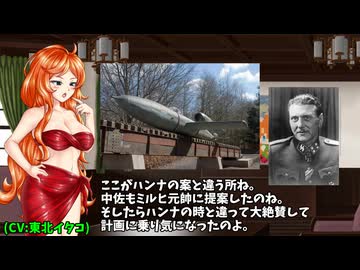 ここがハンナの案と違う所ね。
中佐もミルヒ元帥に提案したのね。
そしたらハンナの時と違って大絶賛して
計画に乗り気になったのよ。
(CV:東北イタコ)